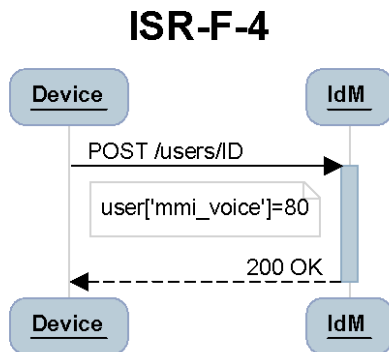 ISR-F-4
Device IdM
POST /users/ID
user['mmi_voice']=80
200 OK
Device IdM